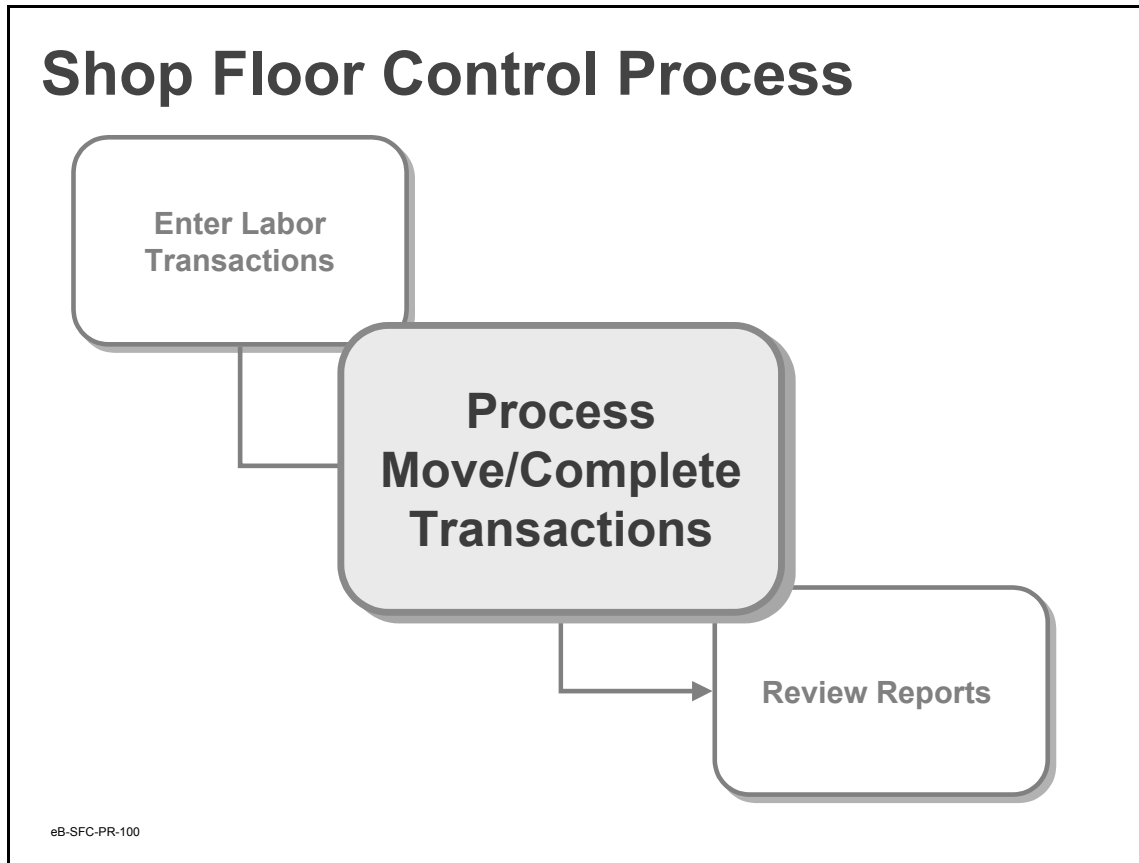 Shop Floor Control Process
Enter Labor
Transactions
Process
Move/Complete
Transactions
Review Reports
eB-SFC-PR-100